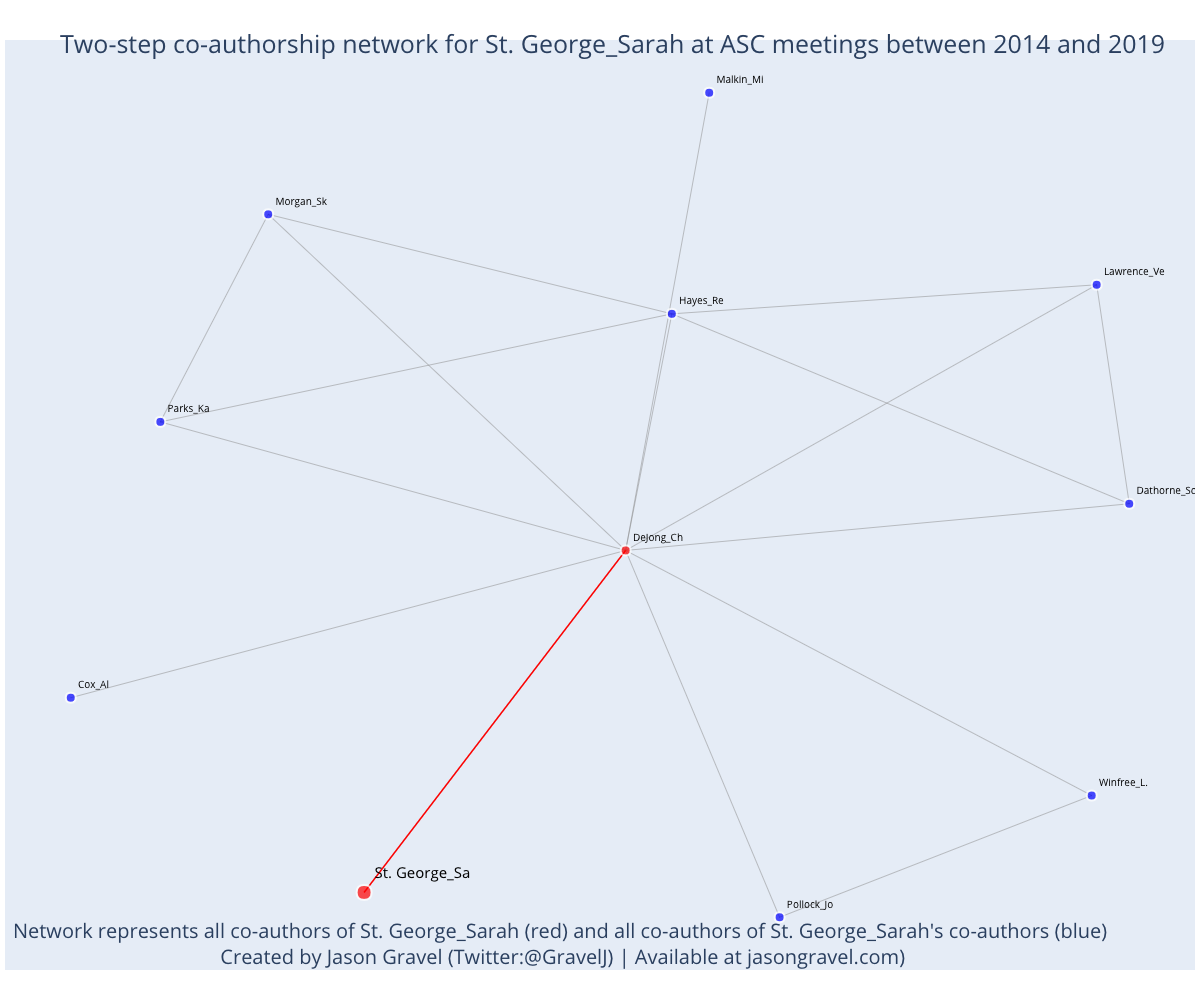 Two-step co-authorship network for St. George_Sarah at ASC meetings between 2014 and 2019
Malkin_Mi
Morgan_Sk
Lawrence_Ve
Hayes_Re
Parks_Ka
Dathorne_Sc
DeJong_Ch
Cox_Al
Winfree_L.
St. George_Sa
Pollock_Jo
Network represents all co-authors of St. George_Sarah (red) and all co-authors of St. George_Sarah's co-authors (blue)
Created by Jason Gravel (Twitter:@GravelJ) | Available at jasongravel.com)